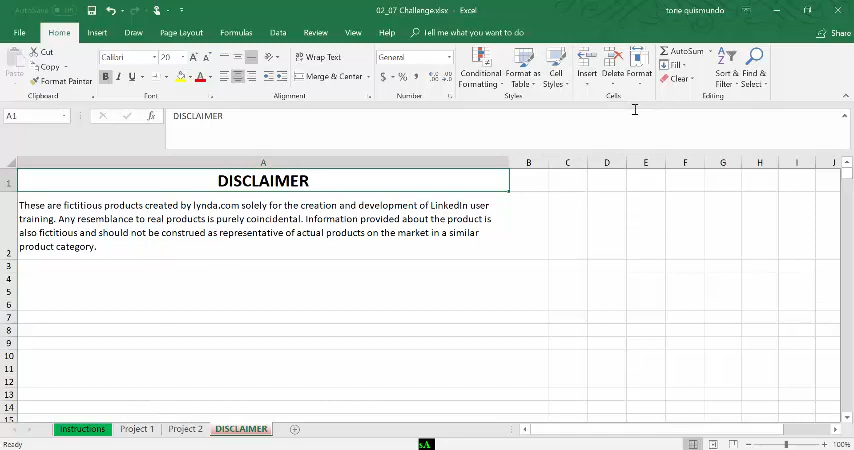 AutoSave
02_07 Challenge.xlsx - Excel
torie quismundo
File Home Insert Draw Page Layout Formulas Data Review View Help Tell me what you want to do Share
Cut
Copy
Format Painter
Paste
Clipboard
Calibri 20
B I U
Font
Wrap Text
Merge & Center
Alignment
General
$ % ,
Number
Conditional Formatting
Format as Table
Cell Styles
Styles
Insert Delete Format
Cells
AutoSum
Fill
Clear
Sort & Filter
Find & Select
Editing
A1 fx DISCLAIMER
A B C D E F G H I J
1 DISCLAIMER
These are fictitious products created by lynda.com solely for the creation and development of LinkedIn user
training. Any resemblance to real products is purely coincidental. Information provided about the product is
also fictitious and should not be construed as representative of actual products on the market in a similar
2 product category.
3
4
5
6
7
8
9
10
11
12
13
14
15
Instructions Project 1 Project 2 DISCLAIMER
Ready sA 100%